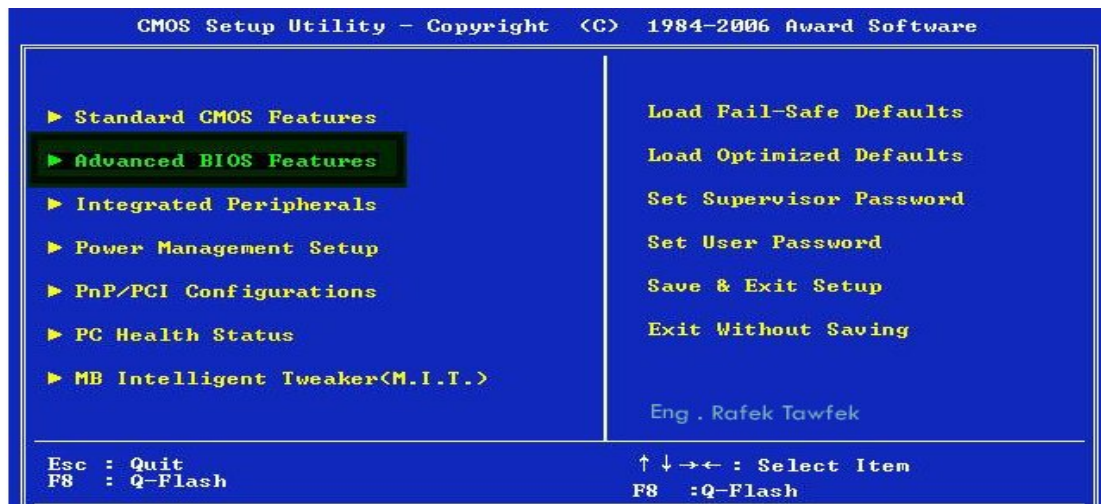 CMOS Setup Utility - Copyright (C) 1984-2006 Award Software
▶ Standard CMOS Features
▶ Advanced BIOS Features
▶ Integrated Peripherals
▶ Power Management Setup
▶ PnP/PCI Configurations
▶ PC Health Status
▶ MB Intelligent Tweaker(M.I.T.)
Load Fail-Safe Defaults
Load Optimized Defaults
Set Supervisor Password
Set User Password
Save & Exit Setup
Exit Without Saving
Eng . Rafek Tawfek
Esc : Quit
F8 : Q-Flash
↑↓→← : Select Item
F8 :Q-Flash